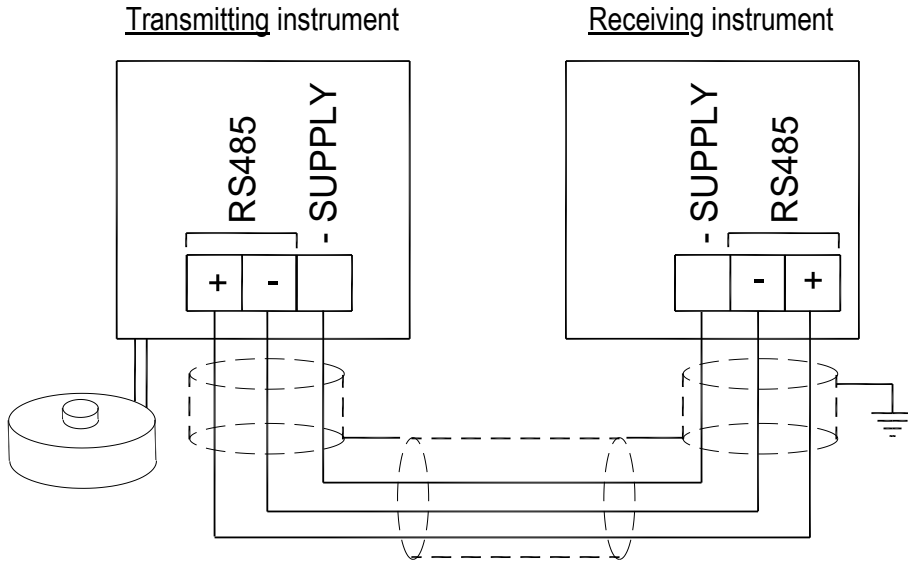 Transmitting instrument
Receiving instrument
RS485
- SUPPLY
- SUPPLY
RS485
+
-
-
+